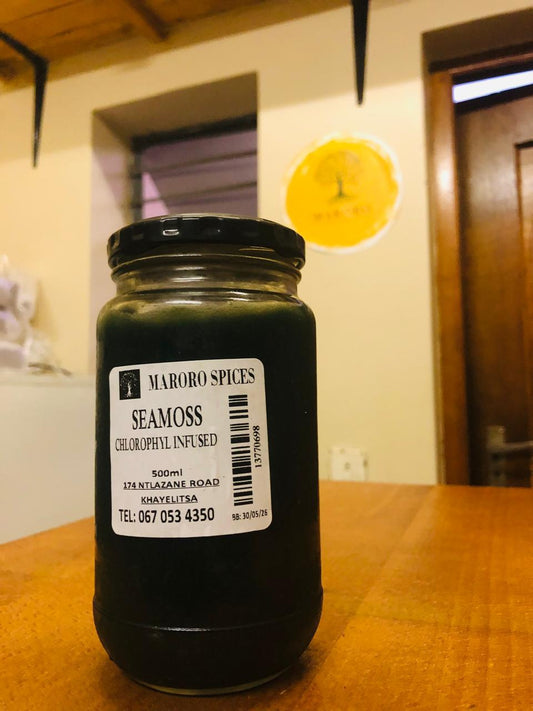 MARORO
MARORO SPICES
SEAMOSS
CHLOROPHYL INFUSED
500ml
174 NTLAZANE ROAD
KHAYELITSA
TEL: 067 053 4350
13770698
BB: 30/05/26